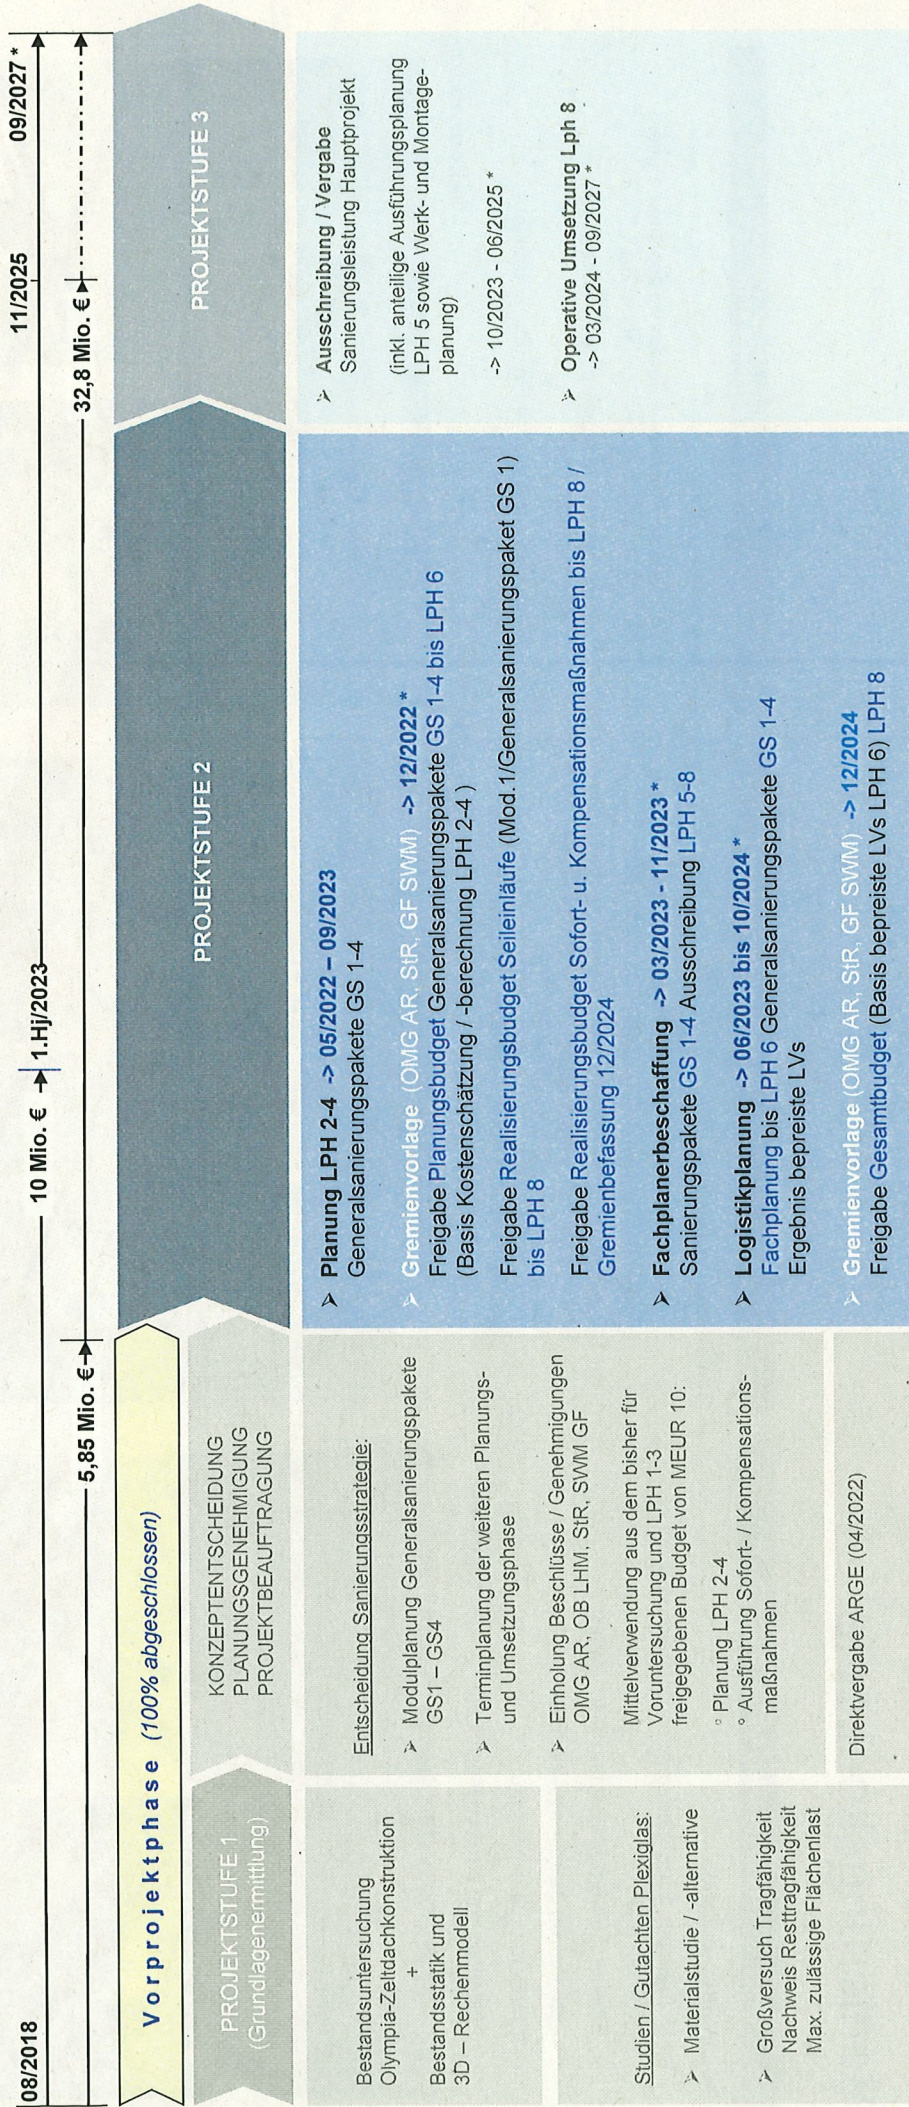 08/2018
10 Mio. €
1.Hj/2023
11/2025
09/2027 *
5,85 Mio. €
32,8 Mio. €
Vorprojektphase (100% abgeschlossen)
PROJEKTSTUFE 1
(Grundlagenermittlung)
KONZEPTENTSCHEIDUNG
PLANUNGSGENEHMIGUNG
PROJEKTBEAUFTRAGUNG
PROJEKTSTUFE 2
PROJEKTSTUFE 3
Bestandsuntersuchung
Olympia-Zeltdachkonstruktion
+
Bestandsstatik und
3D – Rechenmodell
Studien / Gutachten Plexiglas:
➢ Materialstudie / -alternative
➢ Großversuch Tragfähigkeit
Nachweis Resttragfähigkeit
Max. zulässige Flächenlast
Entscheidung Sanierungsstrategie:
➢ Modulplanung Generalsanierungspakete
GS1 – GS4
➢ Terminplanung der weiteren Planungs-
und Umsetzungsphase
➢ Einholung Beschlüsse / Genehmigungen
OMG AR, OB LHM, StR, SWM GF
Mittelverwendung aus dem bisher für
Voruntersuchung und LPH 1-3
freigegebenen Budget von MEUR 10:
° Planung LPH 2-4
° Ausführung Sofort- / Kompensations-
maßnahmen
Direktvergabe ARGE (04/2022)
➢ Planung LPH 2-4 -> 05/2022 – 09/2023
Generalsanierungspakete GS 1-4
➢ Gremienvorlage (OMG AR, StR, GF SWM) -> 12/2022 *
Freigabe Planungsbudget Generalsanierungspakete GS 1-4 bis LPH 6
(Basis Kostenschätzung / -berechnung LPH 2-4 )
Freigabe Realisierungsbudget Seileinläufe (Mod.1/Generalsanierungspaket GS 1)
bis LPH 8
Freigabe Realisierungsbudget Sofort- u. Kompensationsmaßnahmen bis LPH 8 /
Gremienbefassung 12/2024
➢ Fachplanerbeschaffung -> 03/2023 - 11/2023 *
Sanierungspakete GS 1-4 Ausschreibung LPH 5-8
➢ Logistikplanung -> 06/2023 bis 10/2024 *
Fachplanung bis LPH 6 Generalsanierungspakete GS 1-4
Ergebnis bepreiste LVs
➢ Gremienvorlage (OMG AR, StR, GF SWM) -> 12/2024
Freigabe Gesamtbudget (Basis bepreiste LVs LPH 6) LPH 8
➢ Ausschreibung / Vergabe
Sanierungsleistung Hauptprojekt
(inkl. anteilige Ausführungsplanung
LPH 5 sowie Werk- und Montage-
planung)
-> 10/2023 - 06/2025 *
➢ Operative Umsetzung Lph 8
-> 03/2024 - 09/2027 *